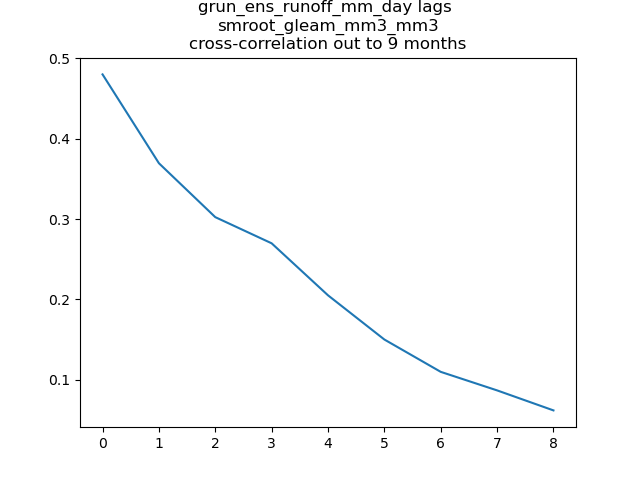 grun_ens_runoff_mm_day lags
smroot_gleam_mm3_mm3
cross-correlation out to 9 months
0.5
0.4
0.3
0.2
0.1
0 1 2 3 4 5 6 7 8